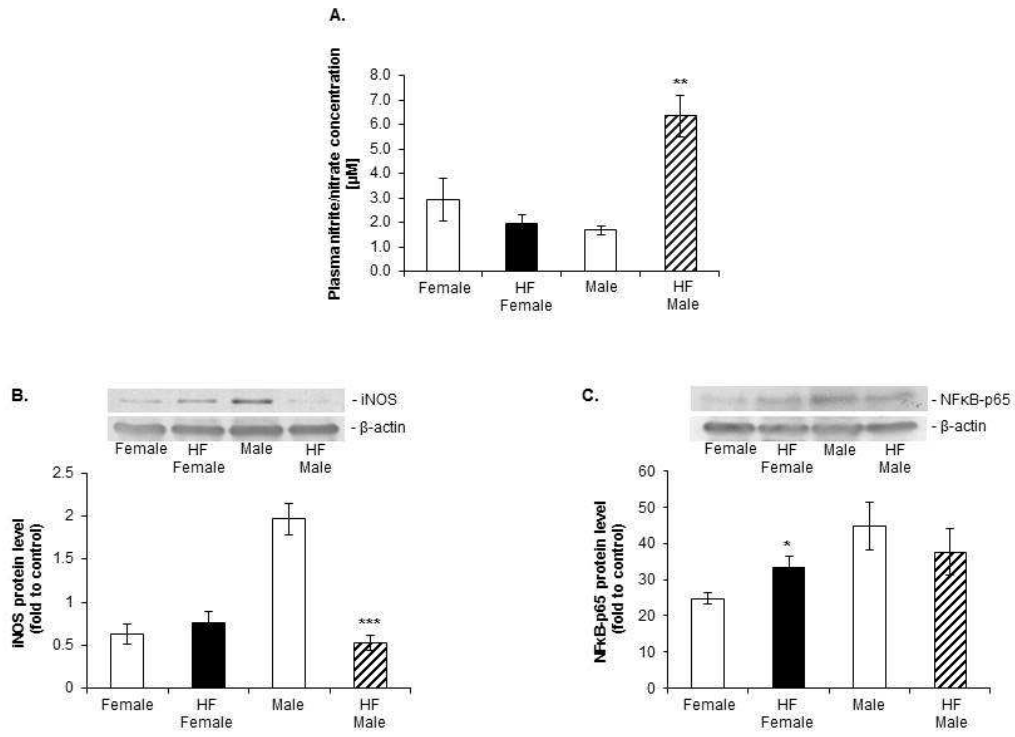 A.
Plasmanitrite/nitrate concentration
[µM]
8.0
7.0
6.0
5.0
4.0
3.0
2.0
1.0
0.0
**
Female
HF
Female
Male
HF
Male
B.
- iNOS
- β-actin
Female
HF
Female
Male
HF
Male
iNOS protein level
(fold to control)
2.5
2
1.5
1
0.5
0
***
Female
HF
Female
Male
HF
Male
C.
- NFκB-p65
- β-actin
Female
HF
Female
Male
HF
Male
NFκB-p65 protein level
(fold to control)
60
50
40
30
20
10
0
*
Female
HF
Female
Male
HF
Male